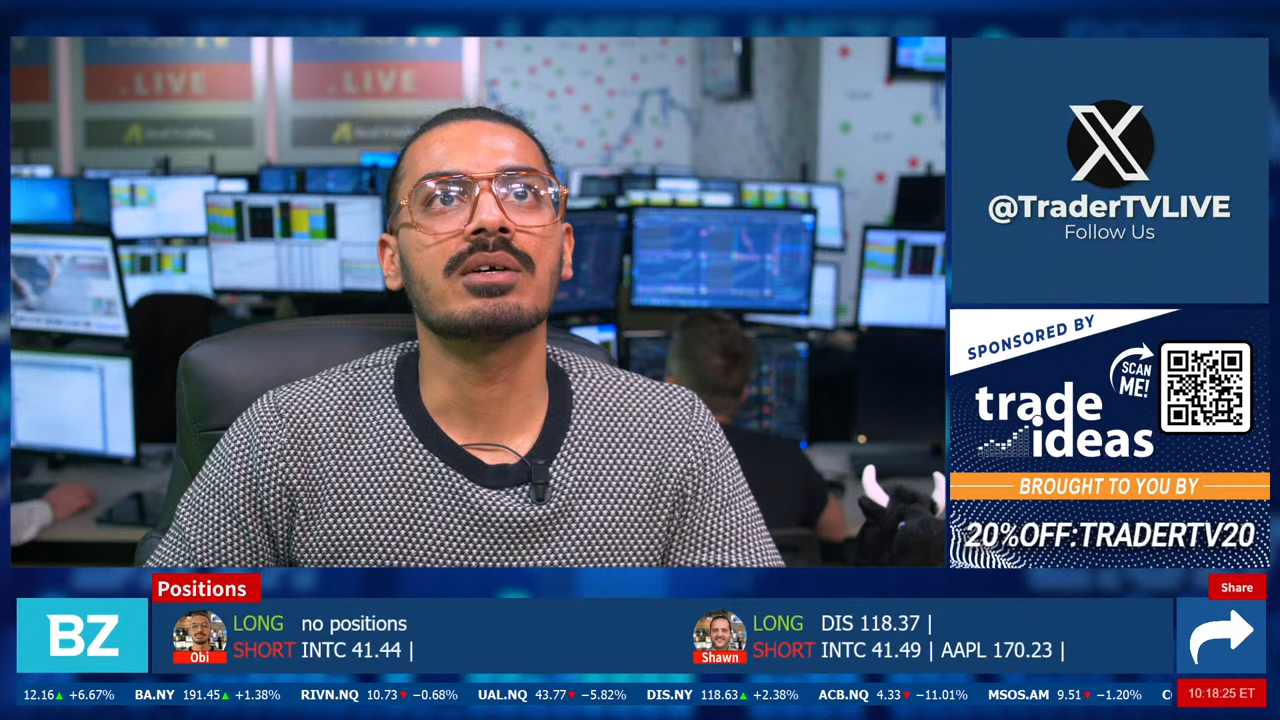 .LIVE
.LIVE
@TraderTVLIVE
Follow Us
SPONSORED BY
SCAN
ME!
trade
ideas
BROUGHT TO YOU BY
20%OFF:TRADERTV20
Positions
Share
BZ
Obi
LONG no positions
SHORT INTC 41.44 |
Shawn
LONG DIS 118.37 |
SHORT INTC 41.49 | AAPL 170.23 |
12.16▲ +6.67% BA.NY 191.45▲ +1.38% RIVN.NQ 10.73▼ −0.68% UAL.NQ 43.77▼ −5.82% DIS.NY 118.63▲ +2.38% ACB.NQ 4.33▼ −11.01% MSOS.AM 9.51▼ −1.20%
10:18:25 ET